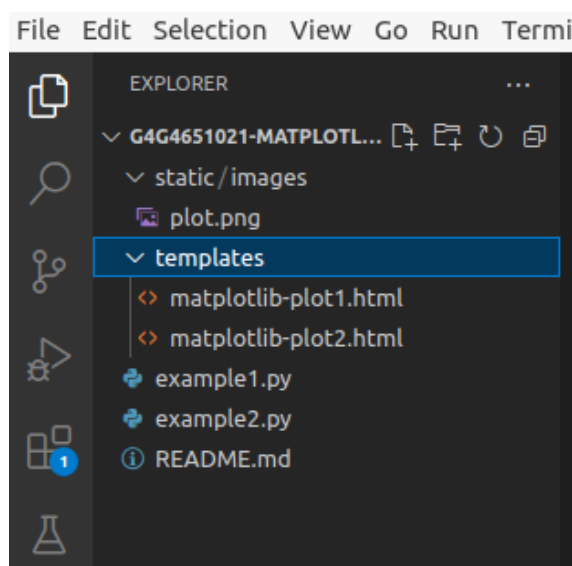 File Edit Selection View Go Run Termi
EXPLORER ...
G4G4651021-MATPLOTL...
static/images
plot.png
templates
matplotlib-plot1.html
matplotlib-plot2.html
example1.py
example2.py
README.md
1